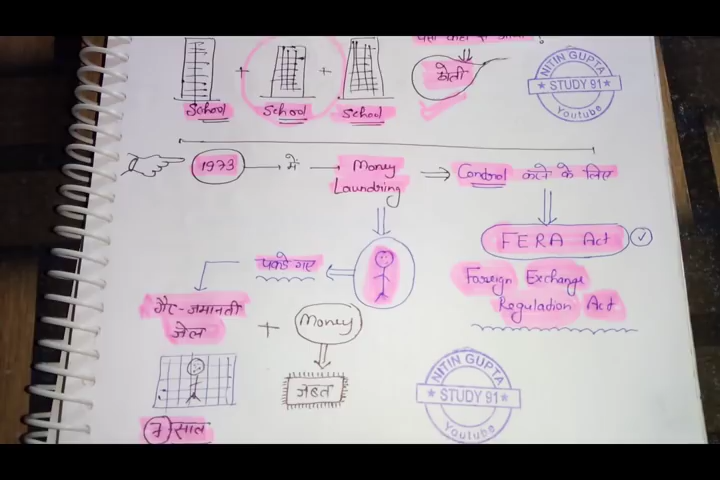 NITIN GUPTA
STUDY 91
Youtube
खेती
School + School + School
1973 में Money Laundring ⇒ Control करने के लिए
FERA Act
Foreign Exchange
Regulation Act
पकडे गए
गैर-जमानती
जेल
+
Money
जब्त
7 साल
NITIN GUPTA
STUDY 91
Youtube